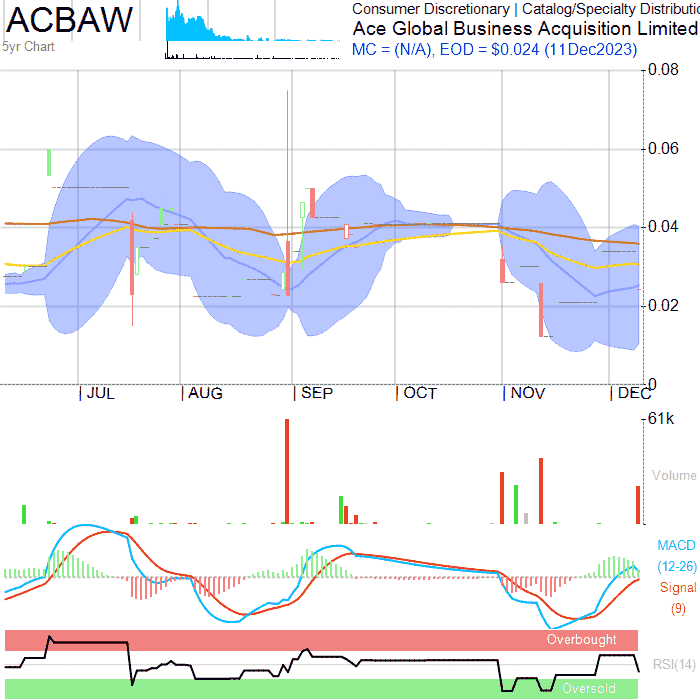 ACBAW
5yr Chart
Consumer Discretionary | Catalog/Specialty Distributio
Ace Global Business Acquisition Limited
MC = (N/A), EOD = $0.024 (11Dec2023)
0.08
0.06
0.04
0.02
0
| JUL | AUG | SEP | OCT | NOV | DEC
61k
Volume
MACD
(12-26)
Signal
(9)
Overbought
RSI(14)
Oversold